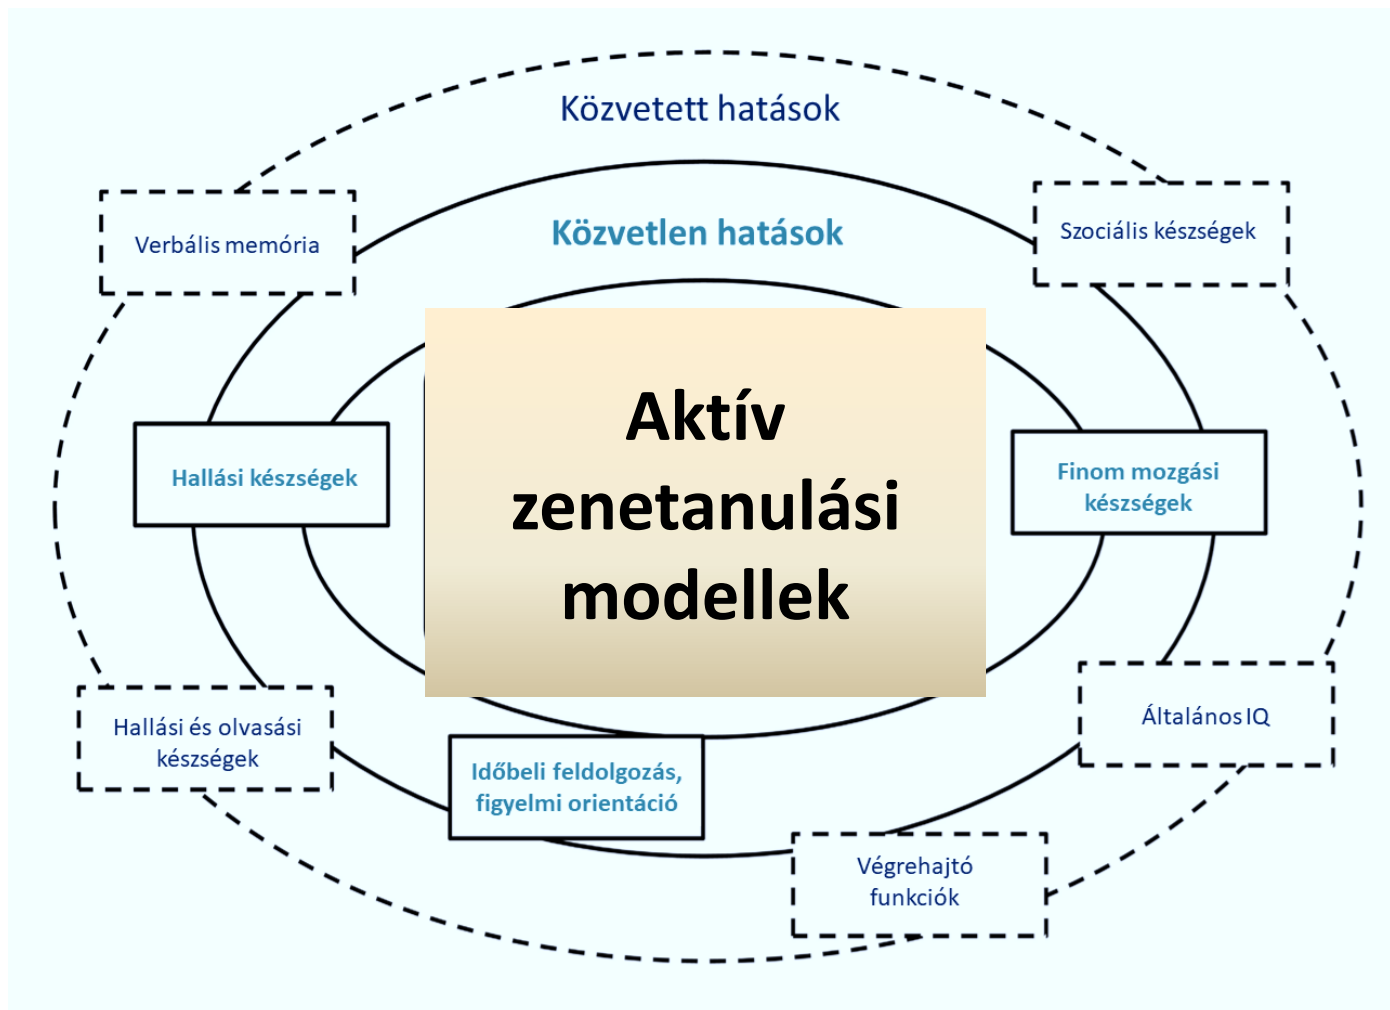 Közvetett hatások
Közvetlen hatások
Verbális memória
Szociális készségek
Aktív
zenetanulási
modellek
Hallási készségek
Finom mozgási
készségek
Hallási és olvasási
készségek
Általános IQ
Időbeli feldolgozás,
figyelmi orientáció
Végrehajtó
funkciók